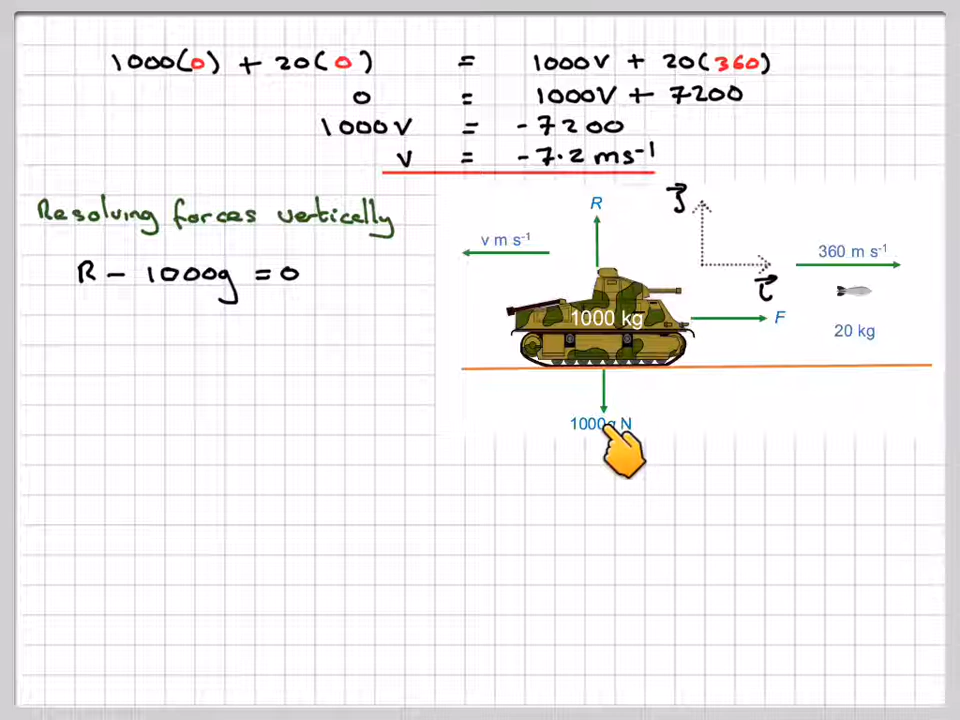 1000(0) + 20(0) = 1000V + 20(360)
0 = 1000V + 7200
1000V = -7200
V = -7.2 ms⁻¹
Resolving forces vertically
R - 1000g = 0
R
j
v m s⁻¹
360 m s⁻¹
i
1000 kg
F
20 kg
1000g N